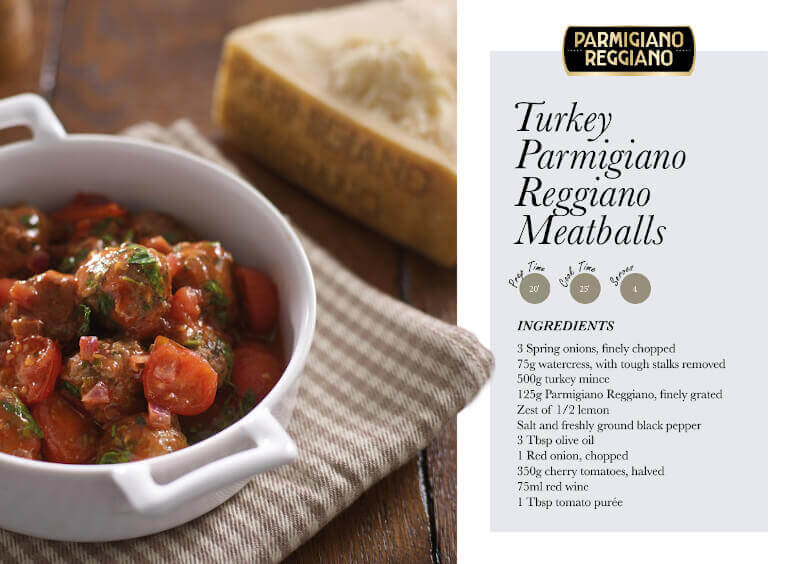 PARMIGIANO
REGGIANO
Turkey
Parmigiano
Reggiano
Meatballs
Prep Time
20'
Cook Time
25'
Serves
4
INGREDIENTS
3 Spring onions, finely chopped
75g watercress, with tough stalks removed
500g turkey mince
125g Parmigiano Reggiano, finely grated
Zest of 1/2 lemon
Salt and freshly ground black pepper
3 Tbsp olive oil
1 Red onion, chopped
350g cherry tomatoes, halved
75ml red wine
1 Tbsp tomato purée